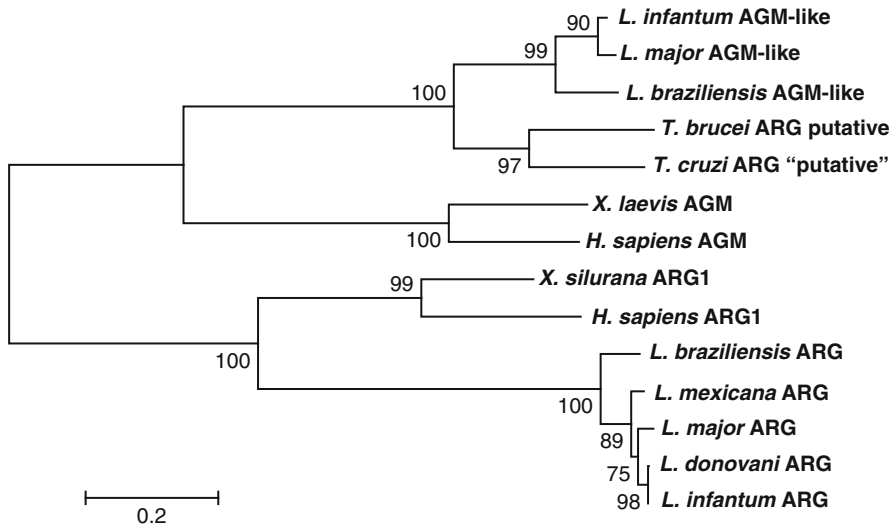 90
L. infantum AGM-like
99
L. major AGM-like
100
L. braziliensis AGM-like
T. brucei ARG putative
97
T. cruzi ARG “putative”
X. laevis AGM
100
H. sapiens AGM
99
X. silurana ARG1
H. sapiens ARG1
100
L. braziliensis ARG
100
L. mexicana ARG
89
L. major ARG
75
L. donovani ARG
98
L. infantum ARG
0.2